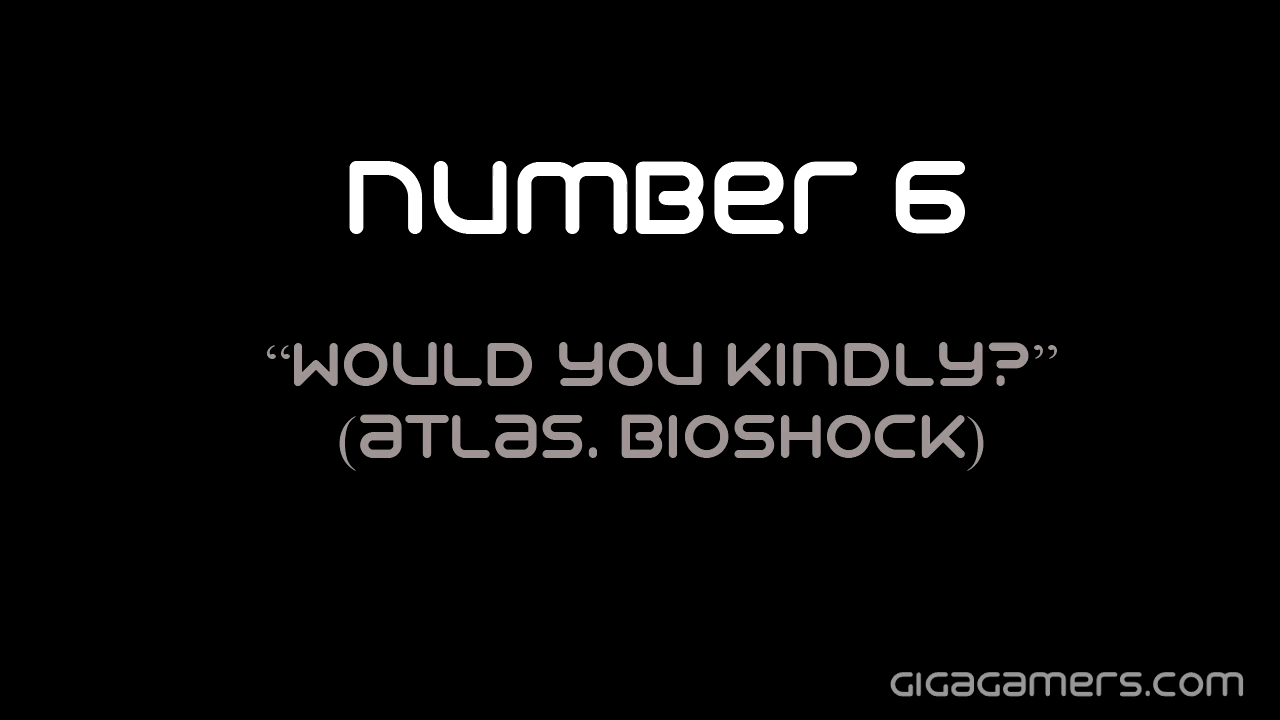 number 6
“Would you kindly?”
(Atlas, Bioshock)
gigagamers.com